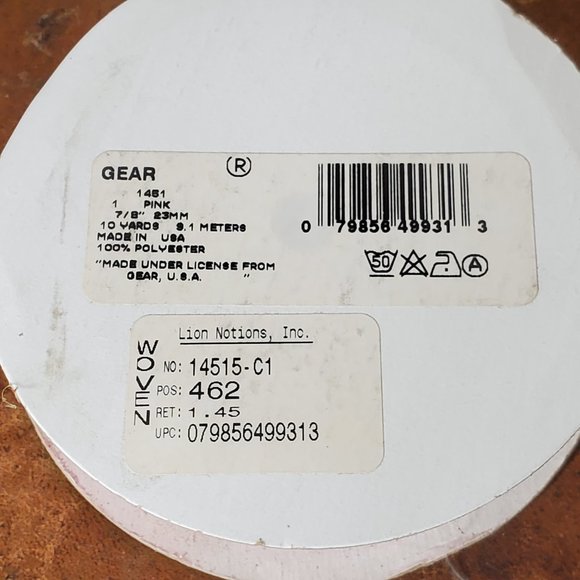 GEAR ®
1451
1 PINK
7/8" 23MM
10 YARDS 9.1 METERS
MADE IN USA
100% POLYESTER
"MADE UNDER LICENSE FROM
GEAR, U.S.A. "
0 79856 49931 3
50 A
Lion Notions, Inc.
WOVEN
NO: 14515-C1
POS: 462
RET: 1.45
UPC: 079856499313